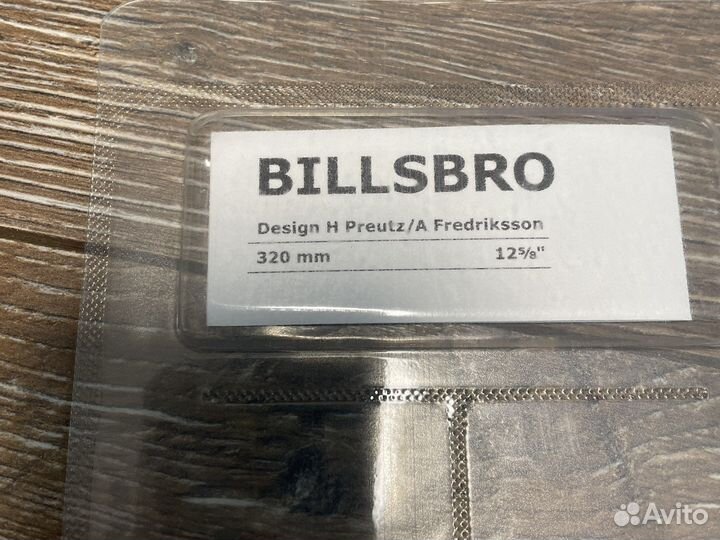 BILLSBRO
Design H Preutz/A Fredriksson
320 mm 12⅝"
Avito